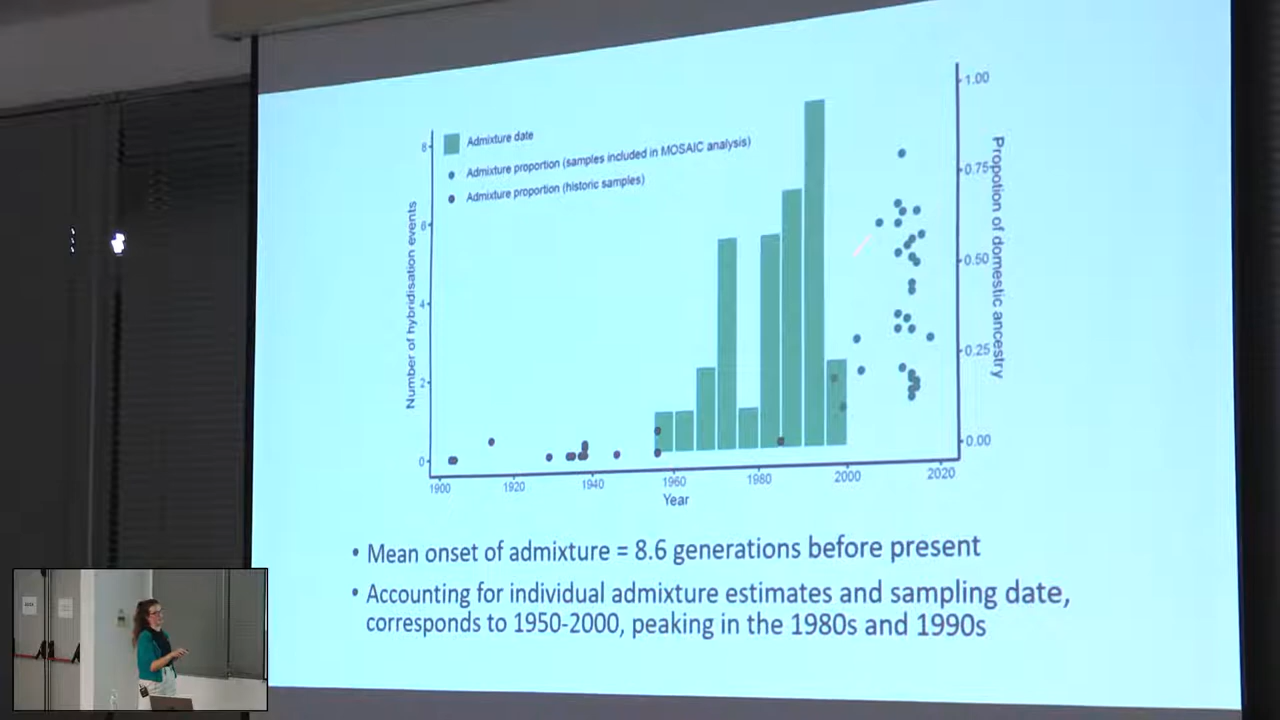 Admixture date
Admixture proportion (samples included in MOSAIC analysis)
Admixture proportion (historic samples)
Number of hybridisation events
8
6
4
2
0
1900
1920
1940
1960
1980
2000
2020
Year
1.00
0.75
0.50
0.25
0.00
Propotion of domestic ancestry
• Mean onset of admixture = 8.6 generations before present
• Accounting for individual admixture estimates and sampling date,
corresponds to 1950-2000, peaking in the 1980s and 1990s